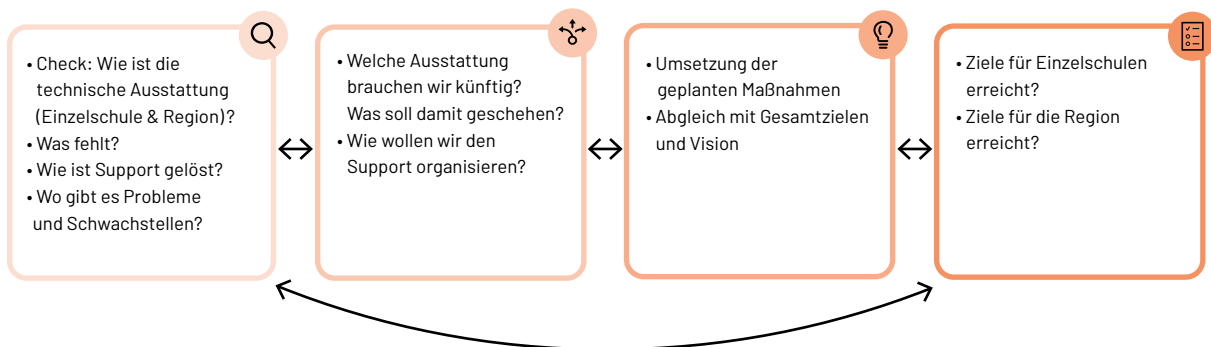 • Check: Wie ist die
technische Ausstattung
(Einzelschule & Region)?
• Was fehlt?
• Wie ist Support gelöst?
• Wo gibt es Probleme
und Schwachstellen?
• Welche Ausstattung
brauchen wir künftig?
Was soll damit geschehen?
• Wie wollen wir den
Support organisieren?
• Umsetzung der
geplanten Maßnahmen
• Abgleich mit Gesamtzielen
und Vision
• Ziele für Einzelschulen
erreicht?
• Ziele für die Region
erreicht?